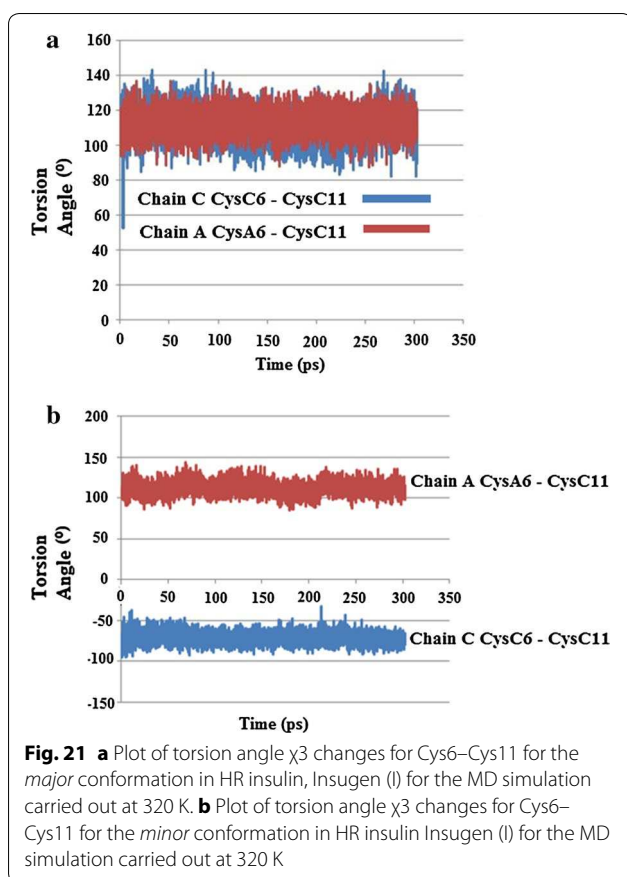 a
160
140
120
100
80
60
40
20
0
Torsion
Angle (º)
Chain C CysC6 - CysC11
Chain A CysA6 - CysC11
0 50 100 150 200 250 300 350
Time (ps)
b
200
150
100
50
0
-50
-100
-150
Torsion
Angle (º)
Chain A CysA6 - CysC11
0 50 100 150 200 250 300 350
Chain C CysC6 - CysC11
Time (ps)
Fig. 21 a Plot of torsion angle χ3 changes for Cys6–Cys11 for the
major conformation in HR insulin, Insugen (I) for the MD simulation
carried out at 320 K. b Plot of torsion angle χ3 changes for Cys6–
Cys11 for the minor conformation in HR insulin Insugen (I) for the MD
simulation carried out at 320 K